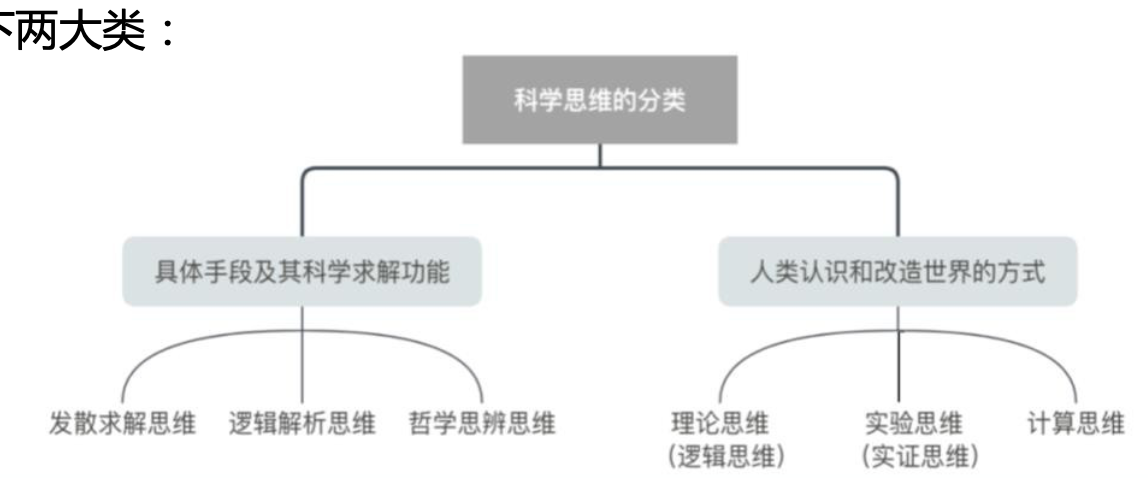 下两大类：
科学思维的分类
具体手段及其科学求解功能
人类认识和改造世界的方式
发散求解思维
逻辑解析思维
哲学思辨思维
理论思维
（逻辑思维）
实验思维
（实证思维）
计算思维